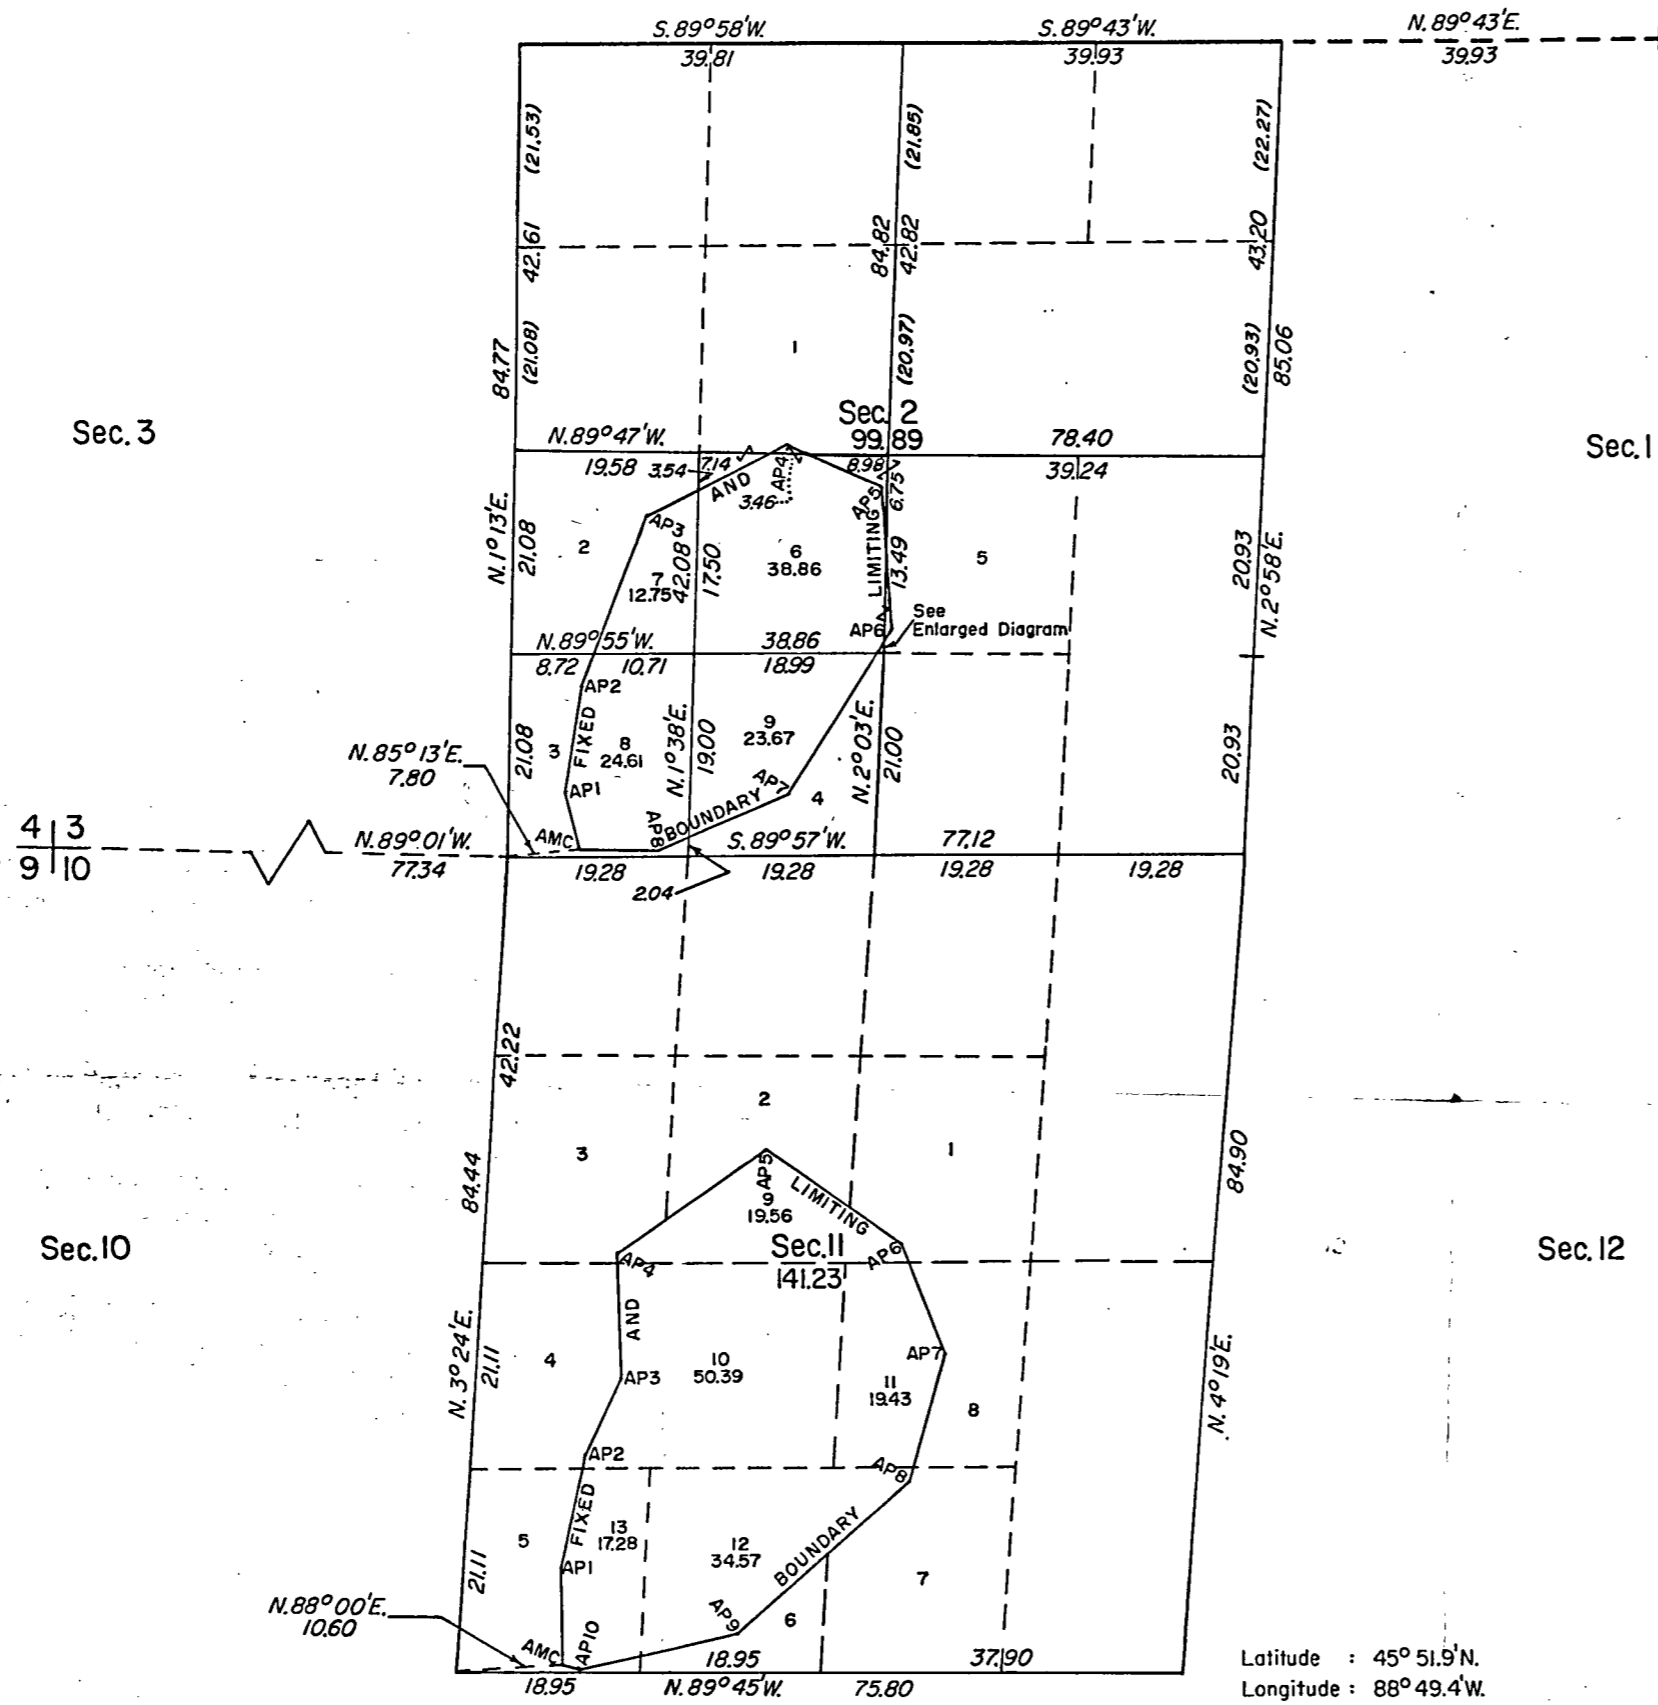 S.89°58'W. S.89°43'W. N.89°43'E.
39.81 39.93 39.93
(21.53) (21.85) (22.27)
42.61 84.82 42.82 43.20
84.77 (21.08) 1 (20.97) (20.93) 85.06
Sec. 3 Sec. 2 Sec. 1
N.89°47'W. 99.89 78.40
19.58 3.54 7.14 AP4 8.98 39.24
AND 3.46 AP5 6.75
AP3
N.1°13'E. 21.08 2 42.08 17.50 6 LIMITING 13.49 5 20.93 N.2°58'E.
7 38.86
12.75
See
AP6 Enlarged Diagram
N.89°55'W. 38.86
8.72 10.71 18.99
AP2
N.85°13'E. 21.08 3 FIXED 8 N.1°38'E. 19.00 9 N.2°03'E. 21.00 20.93
7.80 24.61 23.67
AP1 AP7 4
4 3 N.89°01'W. AMC AP8 BOUNDARY S.89°57'W. 77.12
9 10 77.34 19.28 19.28 19.28 19.28
2.04
42.22
2
84.44 3 1 84.90
AP5 LIMITING
9
19.56
Sec. 10 Sec. 11 Sec. 12
AP4 141.23 AP6
AND
N.3°24'E. 21.11 4 10 AP7 N.4°19'E.
AP3 50.39 11
19.43 8
AP2 AP8
FIXED
5 13 12 BOUNDARY
17.28 34.57
21.11 AP1 7
N.88°00'E. AP9 6
10.60
AMC AP10 18.95 37.90
18.95 N.89°45'W. 75.80
Latitude : 45° 51.9'N.
Longitude : 88° 49.4'W.